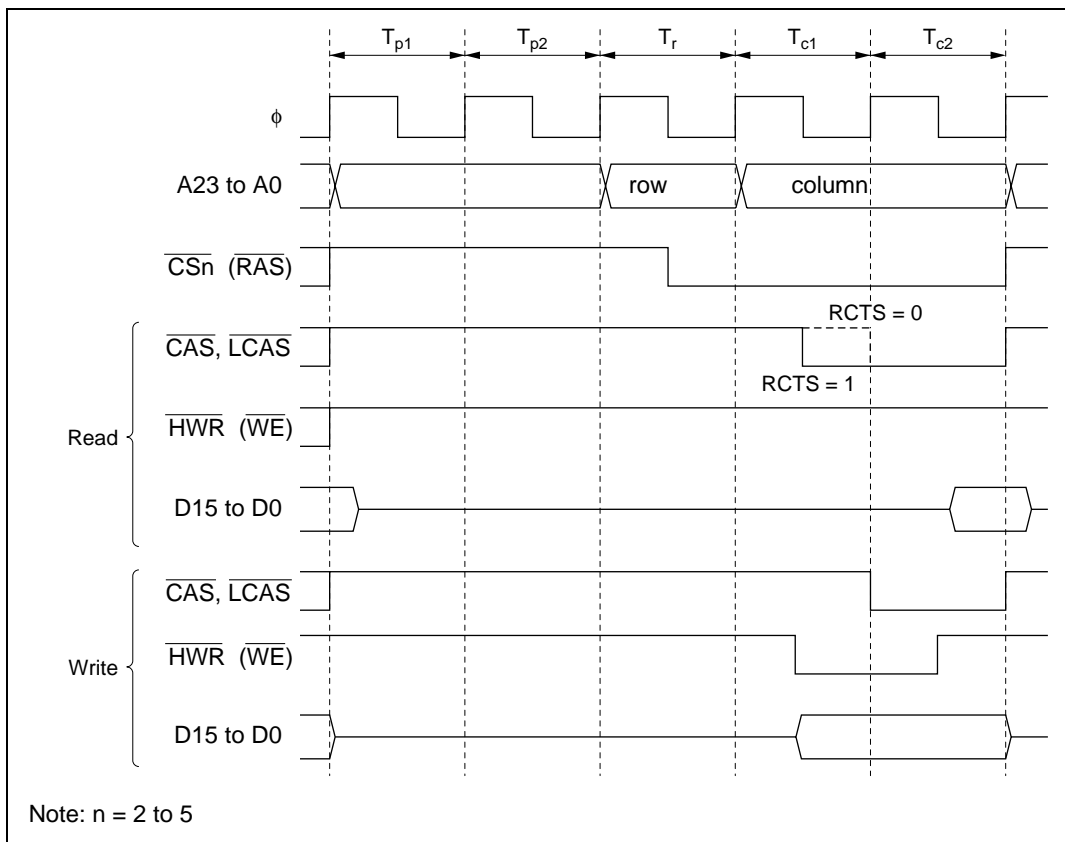 Tp1 Tp2 Tr Tc1 Tc2
ϕ
A23 to A0 row column
CSn (RAS)
RCTS = 0
CAS, LCAS
RCTS = 1
HWR (WE)
Read
D15 to D0
CAS, LCAS
HWR (WE)
Write
D15 to D0
Note: n = 2 to 5